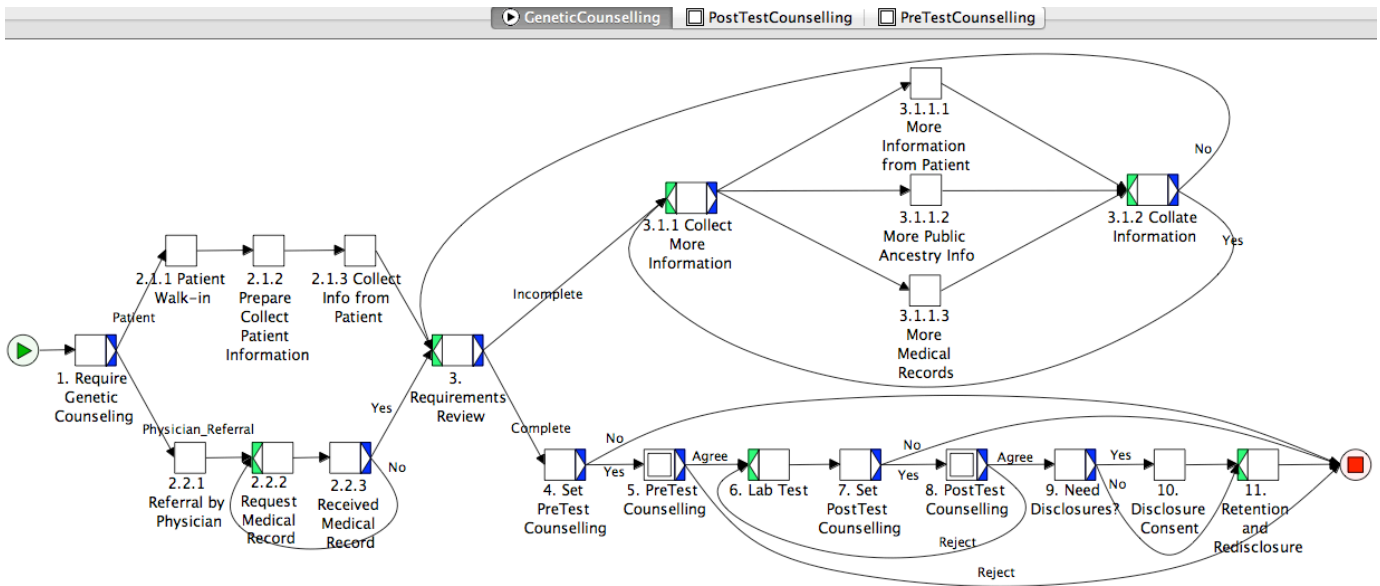 GeneticCounselling
PostTestCounselling
PreTestCounselling
3.1.1.1
More
Information
from Patient
No
3.1.1 Collect
More
Information
3.1.1.2
More Public
Ancestry Info
3.1.2 Collate
Information
Yes
2.1.1 Patient
Walk-in
2.1.2
Prepare
Collect
Patient
Information
2.1.3 Collect
Info from
Patient
Incomplete
3.1.1.3
More
Medical
Records
Patient
1. Require
Genetic
Counseling
3.
Requirements
Review
Yes
Physician_Referral
2.2.1
Referral by
Physician
2.2.2
Request
Medical
Record
2.2.3
Received
Medical
Record
No
Complete
No
Yes
4. Set
PreTest
Counselling
Agree
5. PreTest
Counselling
6. Lab Test
No
Yes
7. Set
PostTest
Counselling
Agree
8. PostTest
Counselling
Yes
No
9. Need
Disclosures?
10.
Disclosure
Consent
11.
Retention
and
Redisclosure
Reject
Reject